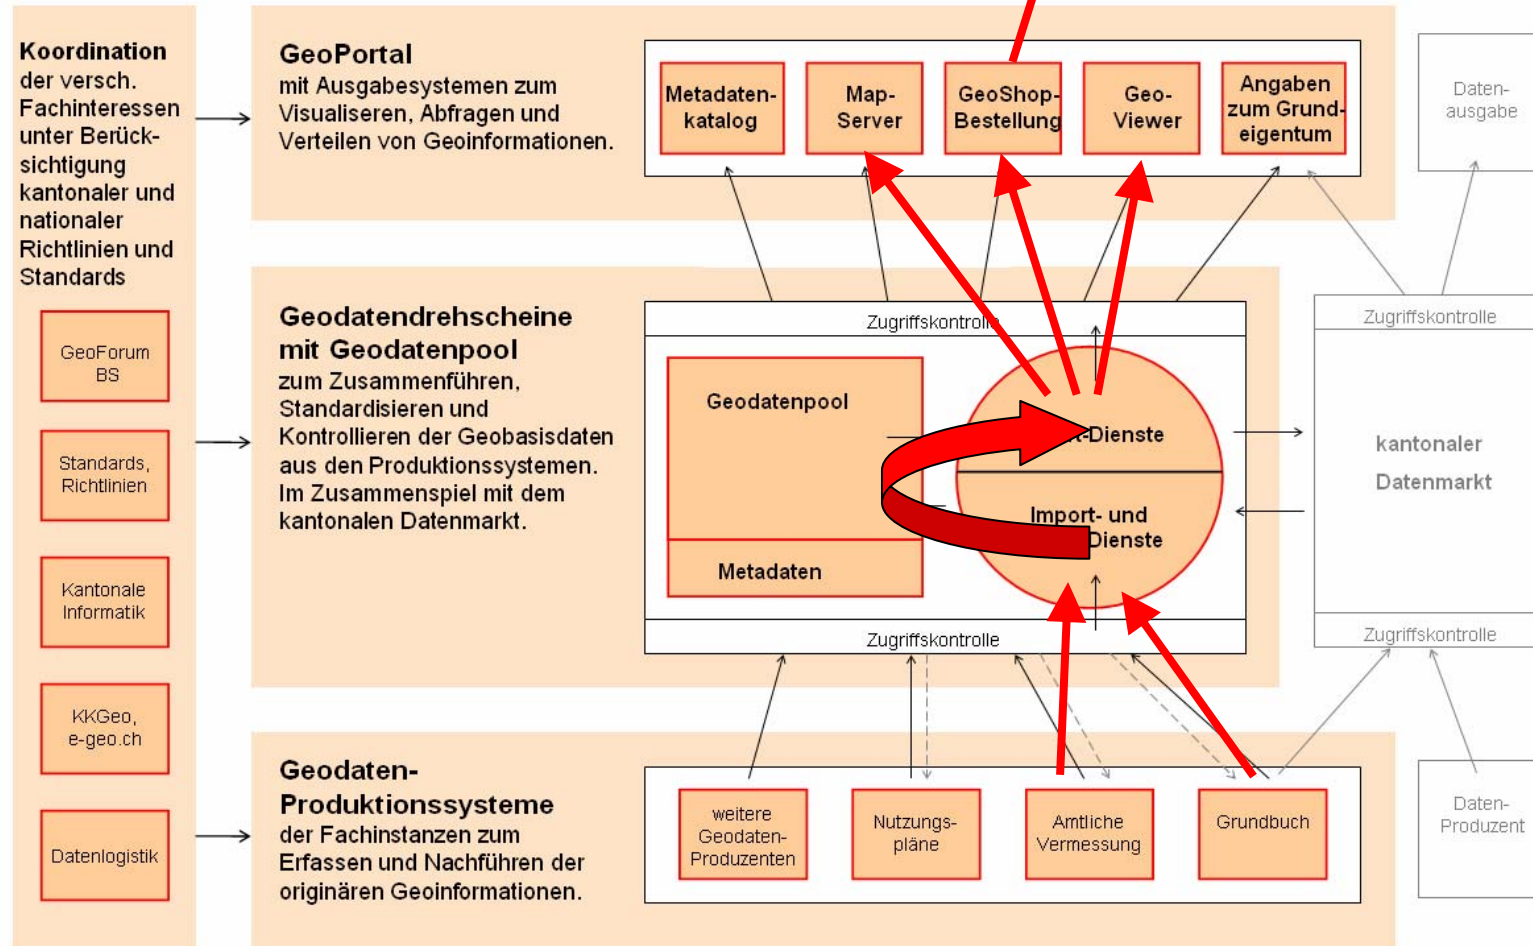 Koordination
der versch.
Fachinteressen
unter Berück-
sichtigung
kantonaler und
nationaler
Richtlinien und
Standards
GeoForum
BS
Standards,
Richtlinien
Kantonale
Informatik
KKGeo,
e-geo.ch
Datenlogistik
GeoPortal
mit Ausgabesystemen zum
Visualisieren, Abfragen und
Verteilen von Geoinformationen.
Metadaten-
katalog
Map-
Server
GeoShop-
Bestellung
Geo-
Viewer
Angaben
zum Grund-
eigentum
Daten-
ausgabe
Geodatendrehscheine
mit Geodatenpool
zum Zusammenführen,
Standardisieren und
Kontrollieren der Geobasisdaten
aus den Produktionssystemen.
Im Zusammenspiel mit dem
kantonalen Datenmarkt.
Zugriffskontrolle
Geodatenpool
Metadaten
t-Dienste
Import- und
Dienste
Zugriffskontrolle
Zugriffskontrolle
kantonaler
Datenmarkt
Zugriffskontrolle
Geodaten-
Produktionssysteme
der Fachinstanzen zum
Erfassen und Nachführen der
originären Geoinformationen.
weitere
Geodaten-
Produzenten
Nutzungs-
pläne
Amtliche
Vermessung
Grundbuch
Daten-
Produzent